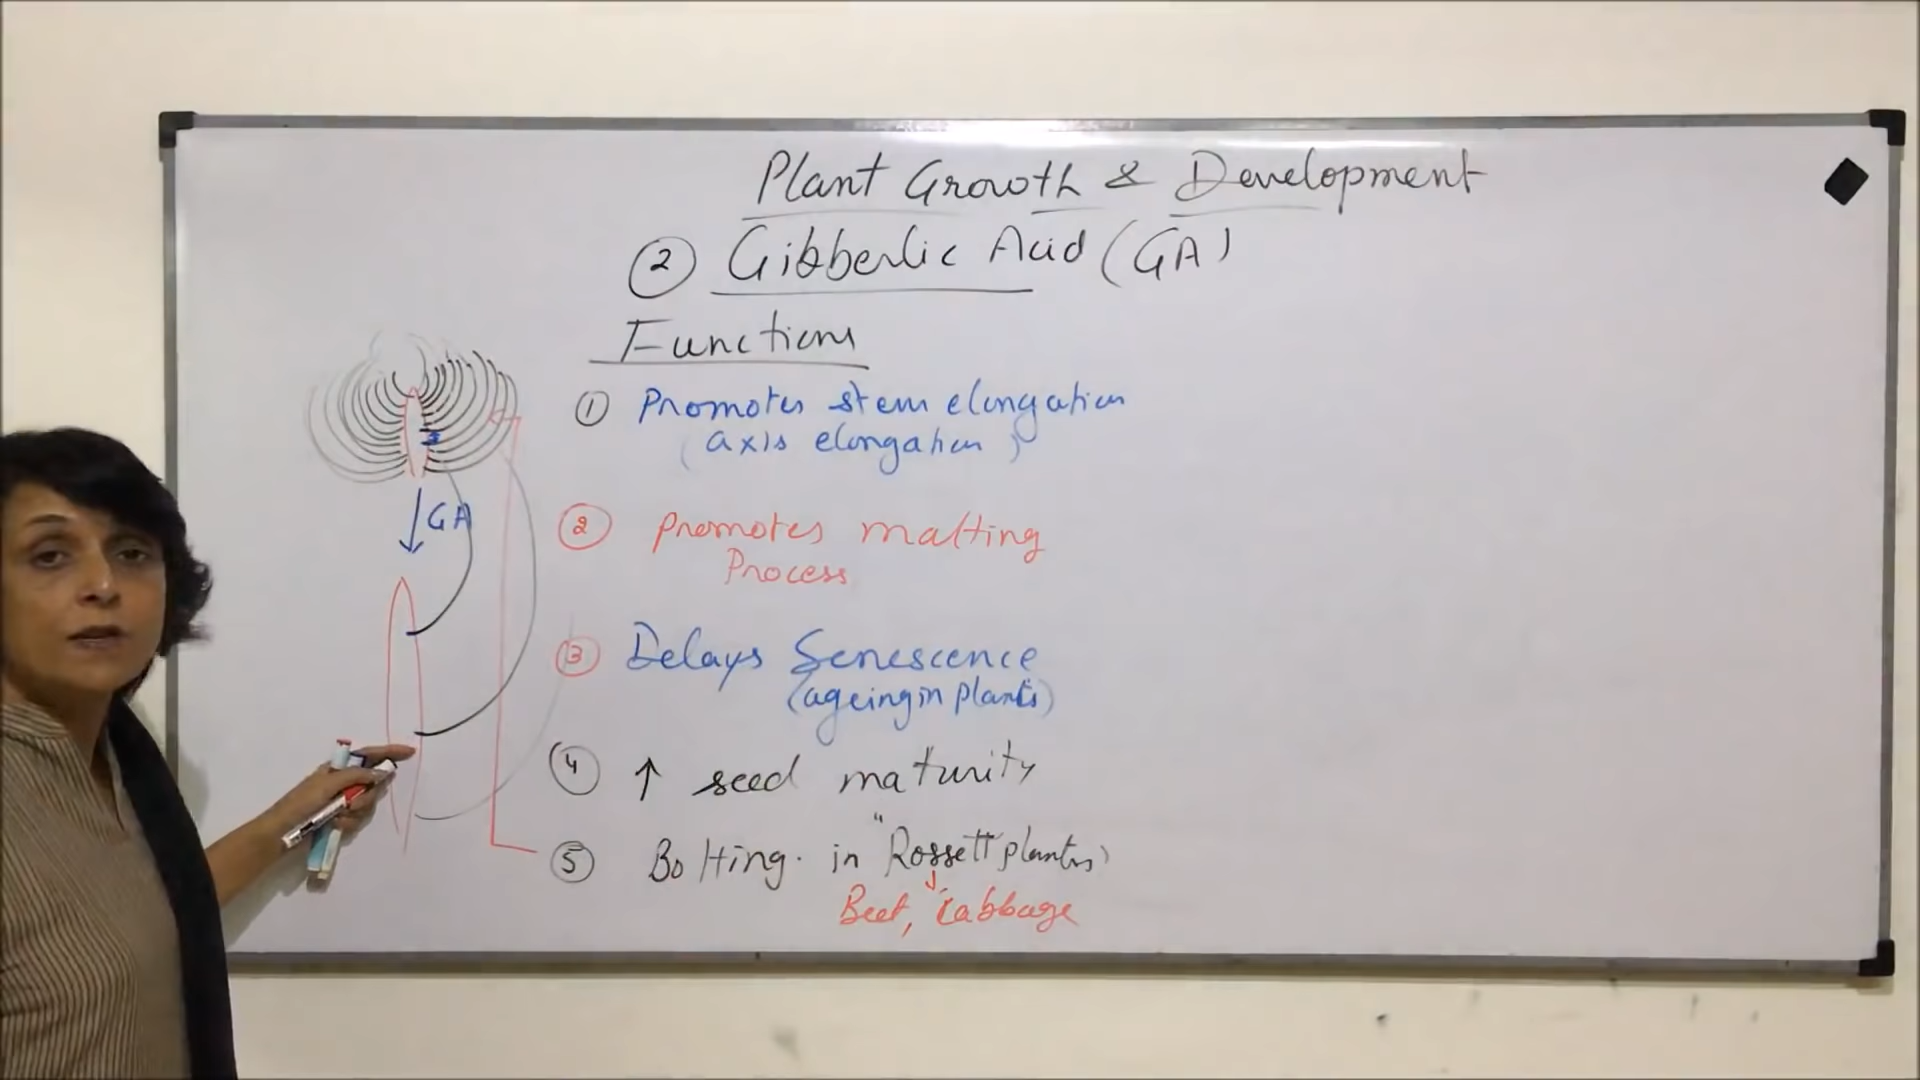 Plant Growth & Development
② Gibberlic Acid (GA)
Functions
① Promotes stem elongation
(axis elongation)
② Promotes malting
Process
③ Delays Senescence
(ageing in plants)
④ ↑ seed maturity
⑤ Bolting. in "Rossett plants"
Beet, Cabbage
GA